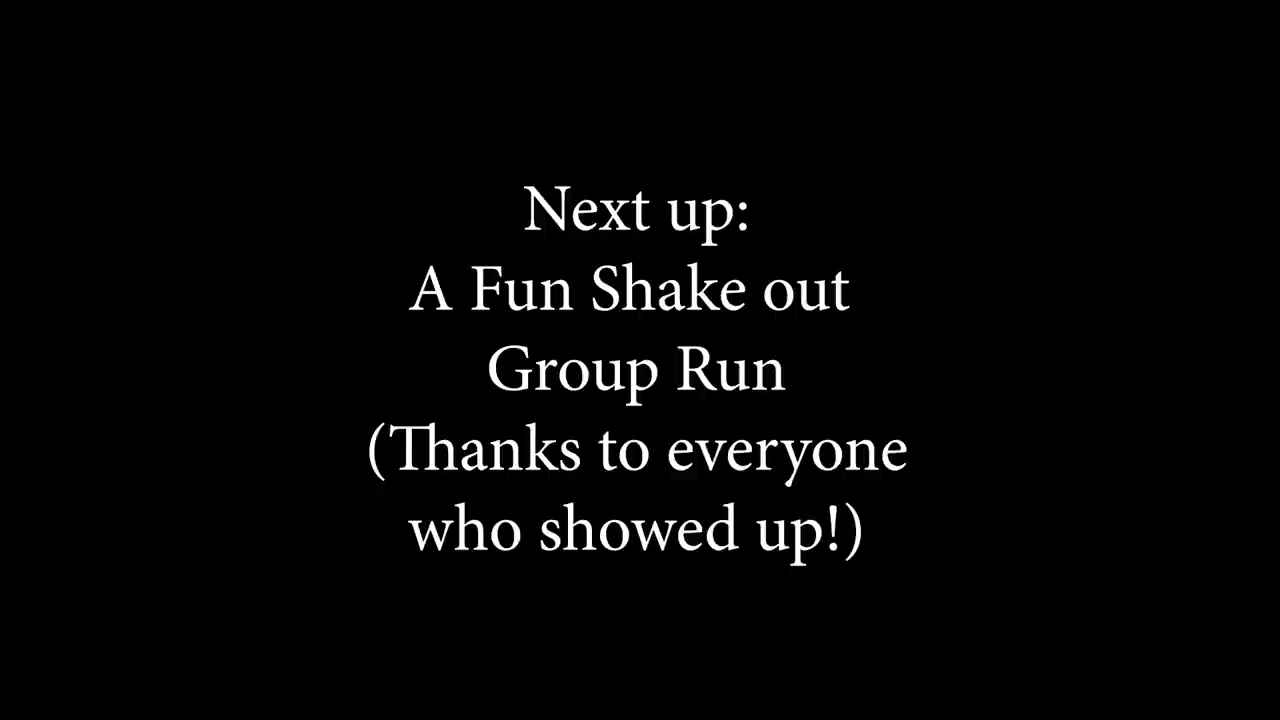 Next up:
A Fun Shake out
Group Run
(Thanks to everyone
who showed up!)